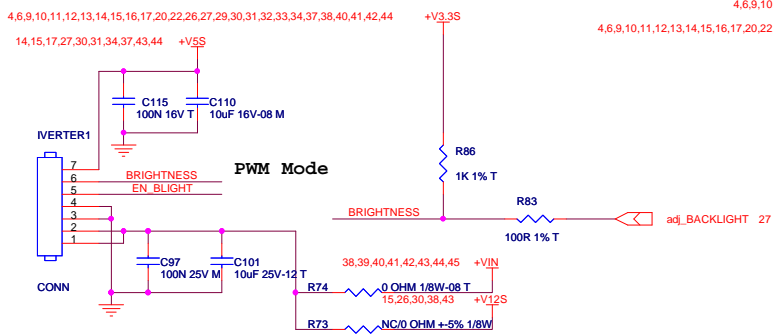 4,6,9,10,11,12,13,14,15,16,17,20,22,26,27,29,30,31,32,33,34,37,38,40,41,42,44 +V3.3S
4,6,9,10
14,15,17,27,30,31,34,37,43,44 +V5S
4,6,9,10,11,12,13,14,15,16,17,20,22
C115
100N 16V T
C110
10uF 16V-08 M
IVERTER1
7
6
5
4
3
2
1
CONN
BRIGHTNESS
EN_BLIGHT
PWM Mode
R86
1K 1% T
R83
100R 1% T
BRIGHTNESS
adj_BACKLIGHT 27
C97
100N 25V M
C101
10uF 25V-12 T
38,39,40,41,42,43,44,45 +VIN
R74
0 OHM 1/8W-08 T
15,26,30,38,43 +V12S
R73
NC/0 OHM +-5% 1/8W